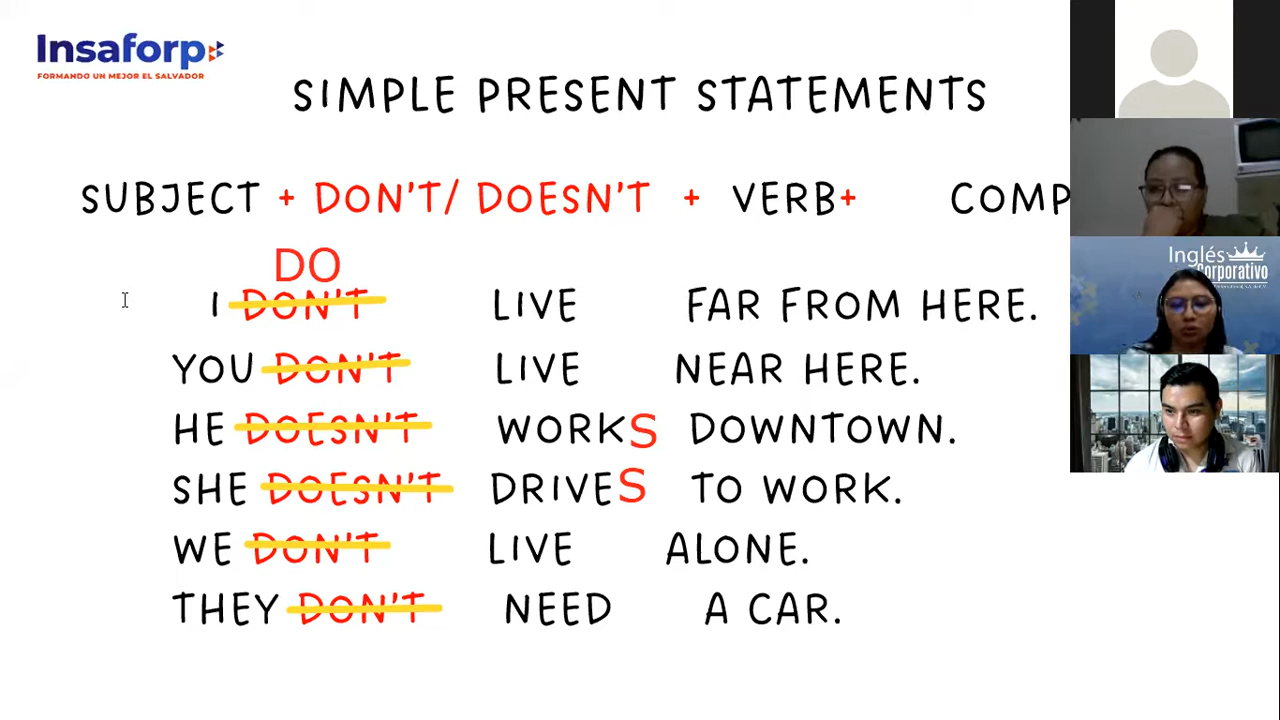 Insaforp
FORMANDO UN MEJOR EL SALVADOR
SIMPLE PRESENT STATEMENTS
SUBJECT + DON'T/ DOESN'T + VERB+ COMP
DO
I DON'T LIVE FAR FROM HERE.
YOU DON'T LIVE NEAR HERE.
HE DOESN'T WORKS DOWNTOWN.
SHE DOESN'T DRIVES TO WORK.
WE DON'T LIVE ALONE.
THEY DON'T NEED A CAR.
Inglés
Corporativo